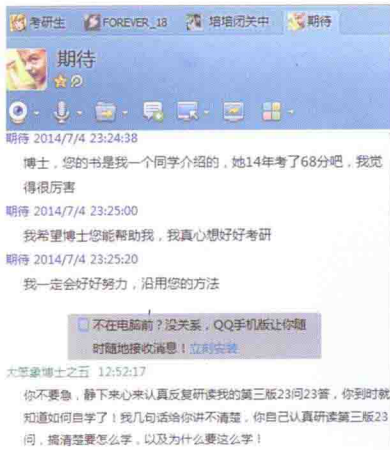 考研生 FOREVER_18 培培闭关中 期待
期待
期待 2014/7/4 23:24:38
博士，您的书是我一个同学介绍的，她14年考了68分吧，我觉
得很厉害
期待 2014/7/4 23:25:00
我希望博士您能帮助我，我真心想好好考研
期待 2014/7/4 23:25:20
我一定会好好努力，沿用您的方法
不在电脑前？没关系，QQ手机版让你随
时随地接收消息！立刻安装
大笨象博士之五 12:52:17
你不要急，静下来心来认真反复研读我的第三版23问23答，你到时就
知道如何自学了！我几句话给你讲不清楚，你自己认真研读第三版23
问，搞清楚要怎么学，以及为什么要这么学！